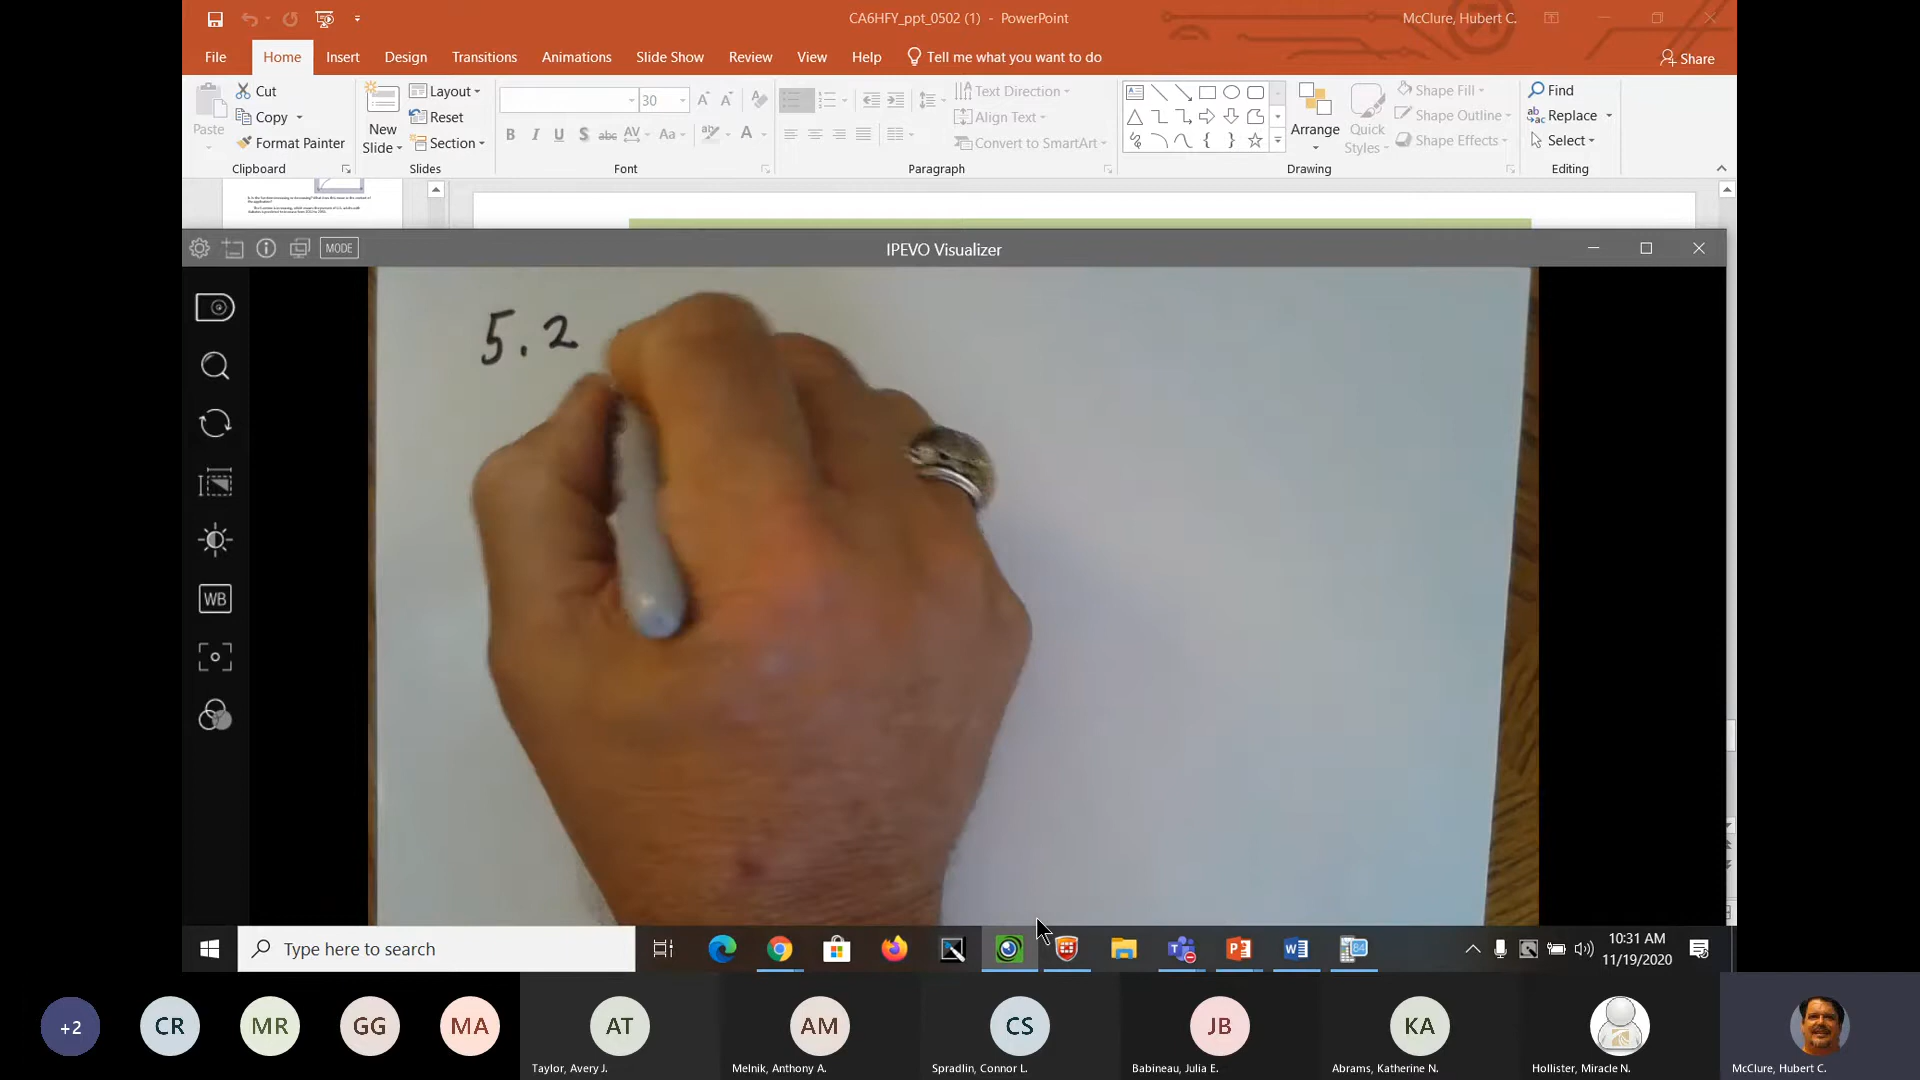 CA6HFY_ppt_0502 (1) - PowerPoint
McClure, Hubert C.
File Home Insert Design Transitions Animations Slide Show Review View Help Tell me what you want to do
Share
Paste
Cut
Copy
Format Painter
Clipboard
New Slide
Layout
Reset
Section
Slides
30
B I U S abc AV Aa A
Font
Text Direction
Align Text
Convert to SmartArt
Paragraph
Arrange
Quick Styles
Shape Fill
Shape Outline
Shape Effects
Drawing
Find
Replace
Select
Editing
MODE
IPEVO Visualizer
5.2
WB
Type here to search
10:31 AM
11/19/2020
+2 CR MR GG MA AT AM CS JB KA
Taylor, Avery J.
Melnik, Anthony A.
Spradlin, Connor L.
Babineau, Julia E.
Abrams, Katherine N.
Hollister, Miracle N.
McClure, Hubert C.